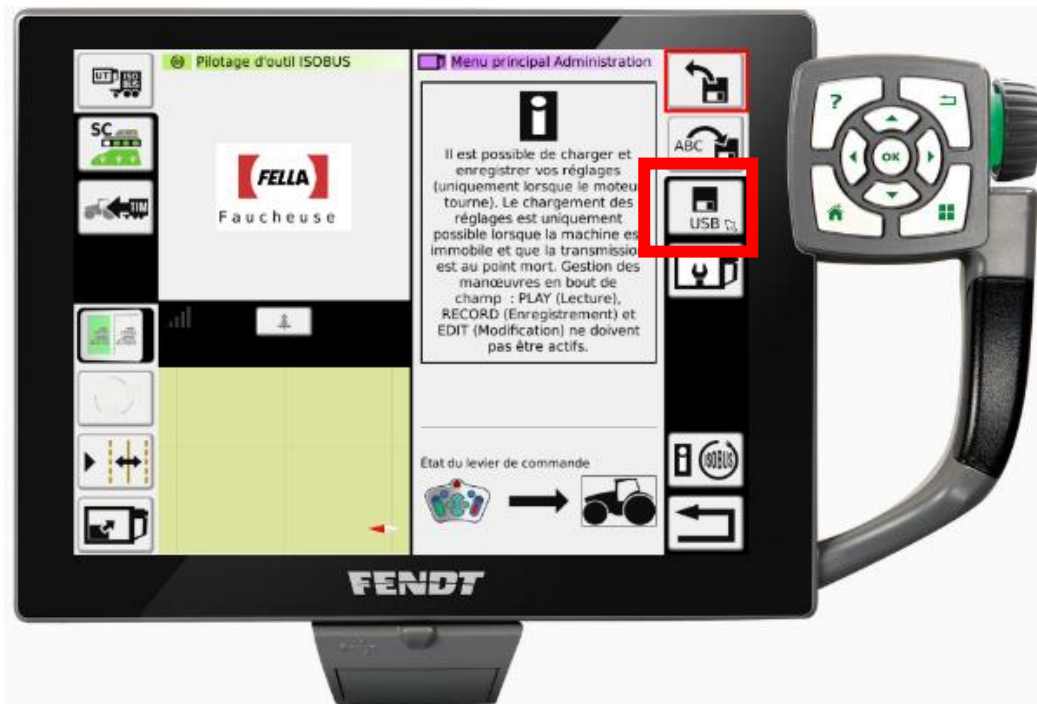 UT ISO BUS
SC
TIM
Pilotage d'outil ISOBUS
(FELLA)
Faucheuse
Menu principal Administration
Il est possible de charger et
enregistrer vos réglages
(uniquement lorsque le moteu
tourne). Le chargement des
réglages est uniquement
possible lorsque la machine es
immobile et que la transmissio
est au point mort. Gestion des
manœuvres en bout de
champ : PLAY (Lecture),
RECORD (Enregistrement) et
EDIT (Modification) ne doivent
pas être actifs.
État du levier de commande
ABC
USB
ISOBUS
?
OK
FENDT